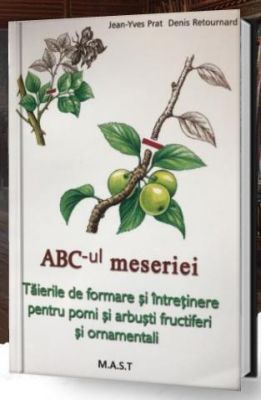 Jean-Yves Prat Denis Retournard
ABC-ul meseriei
Tăierile de formare și întreținere
pentru pomi și arbuști fructiferi
și ornamentali
M.A.S.T